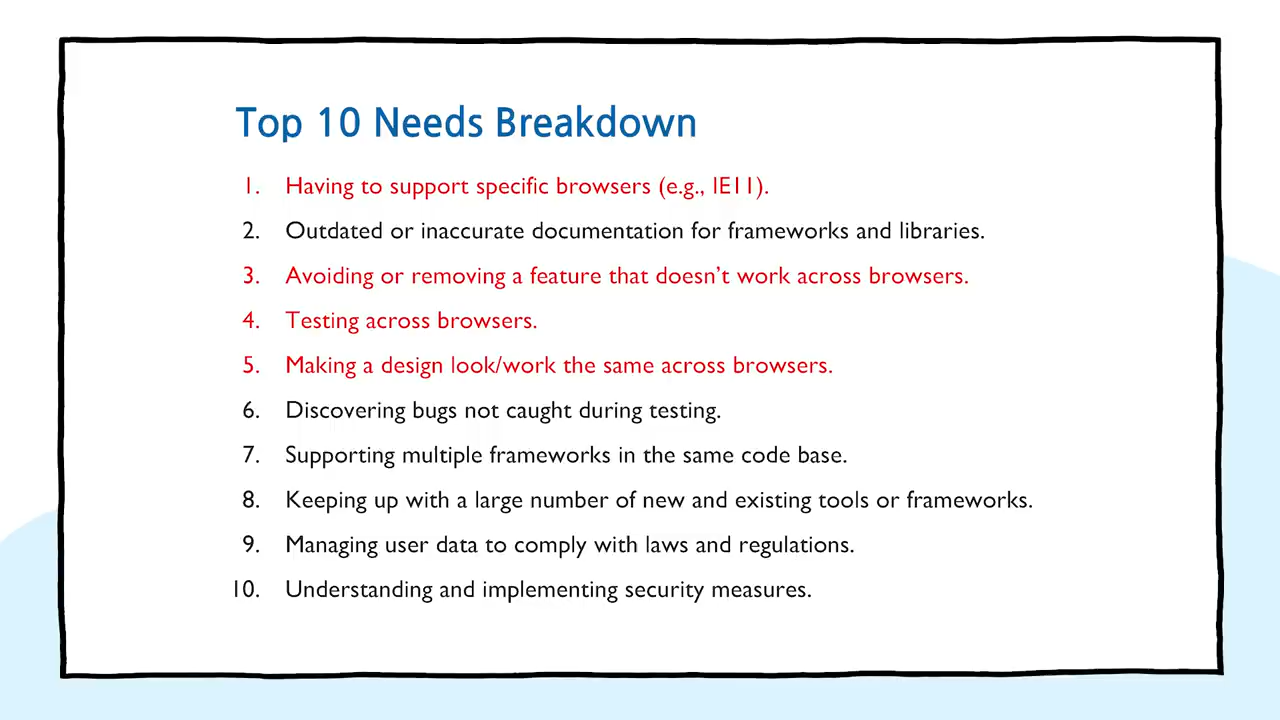 Top 10 Needs Breakdown
1. Having to support specific browsers (e.g., IE11).
2. Outdated or inaccurate documentation for frameworks and libraries.
3. Avoiding or removing a feature that doesn’t work across browsers.
4. Testing across browsers.
5. Making a design look/work the same across browsers.
6. Discovering bugs not caught during testing.
7. Supporting multiple frameworks in the same code base.
8. Keeping up with a large number of new and existing tools or frameworks.
9. Managing user data to comply with laws and regulations.
10. Understanding and implementing security measures.